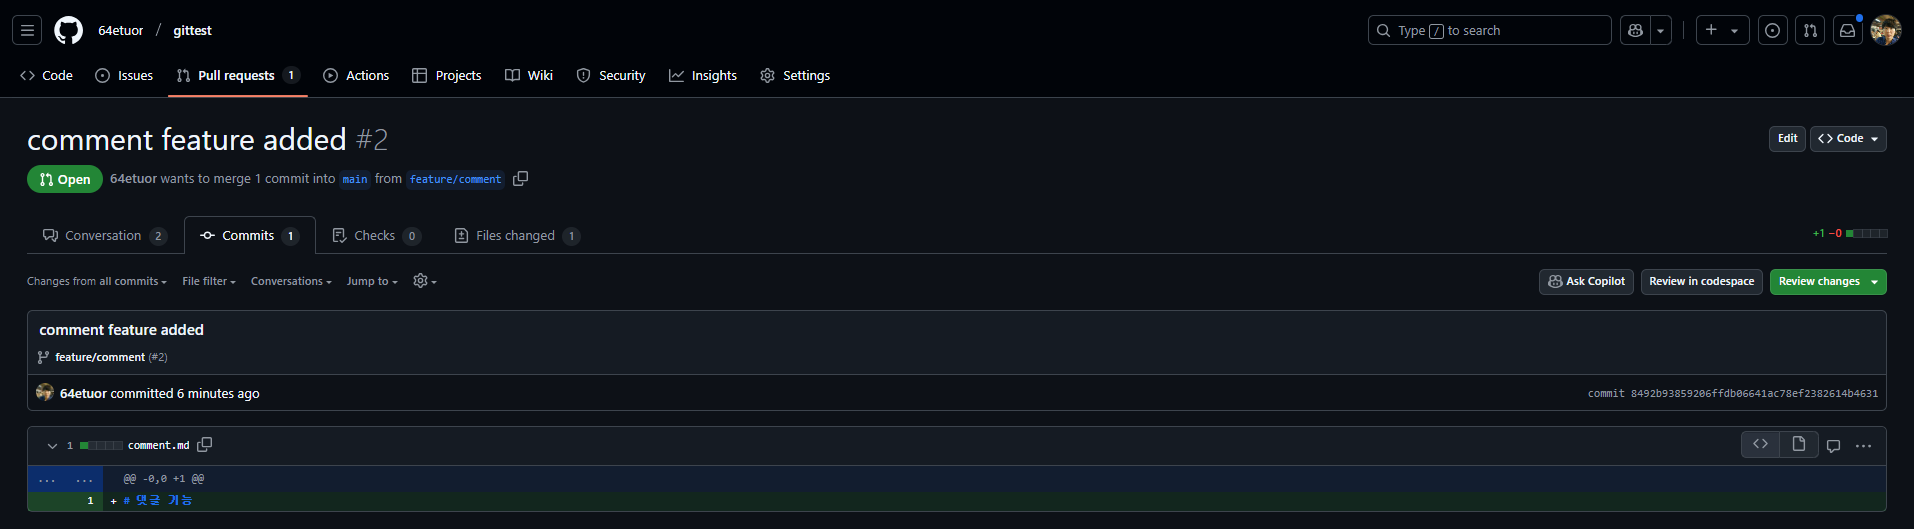 64etuor / gittest
Type / to search
Code Issues Pull requests 1 Actions Projects Wiki Security Insights Settings
comment feature added #2
Edit Code
Open 64etuor wants to merge 1 commit into main from feature/comment
Conversation 2 Commits 1 Checks 0 Files changed 1
+1 −0
Changes from all commits File filter Conversations Jump to
Ask Copilot Review in codespace Review changes
comment feature added
feature/comment (#2)
64etuor committed 6 minutes ago
commit 8492b93859206ffdb06641ac78ef2382614b4631
1 comment.md
... ... @@ -0,0 +1 @@
1 + # 댓글 기능